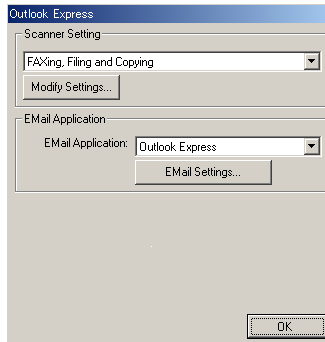 Outlook Express
Scanner Setting
FAXing, Filing and Copying
Modify Settings...
EMail Application
EMail Application: Outlook Express
EMail Settings...
OK